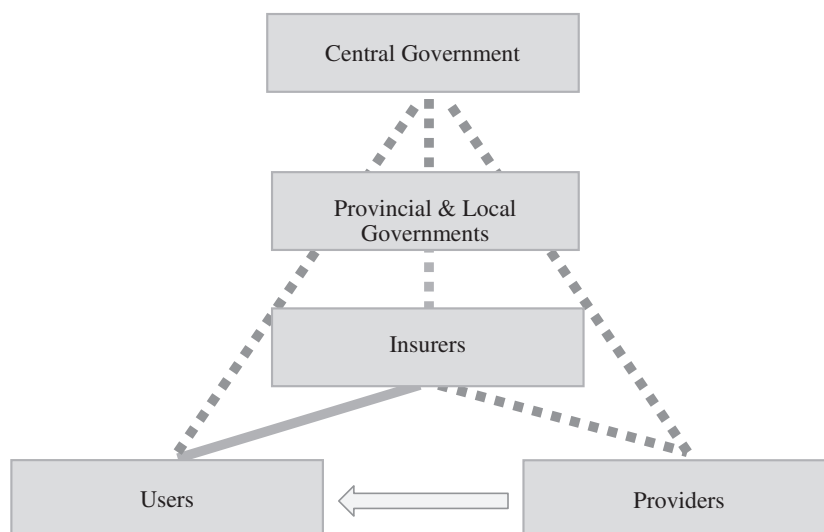 Central Government
Provincial & Local
Governments
Insurers
Users
Providers